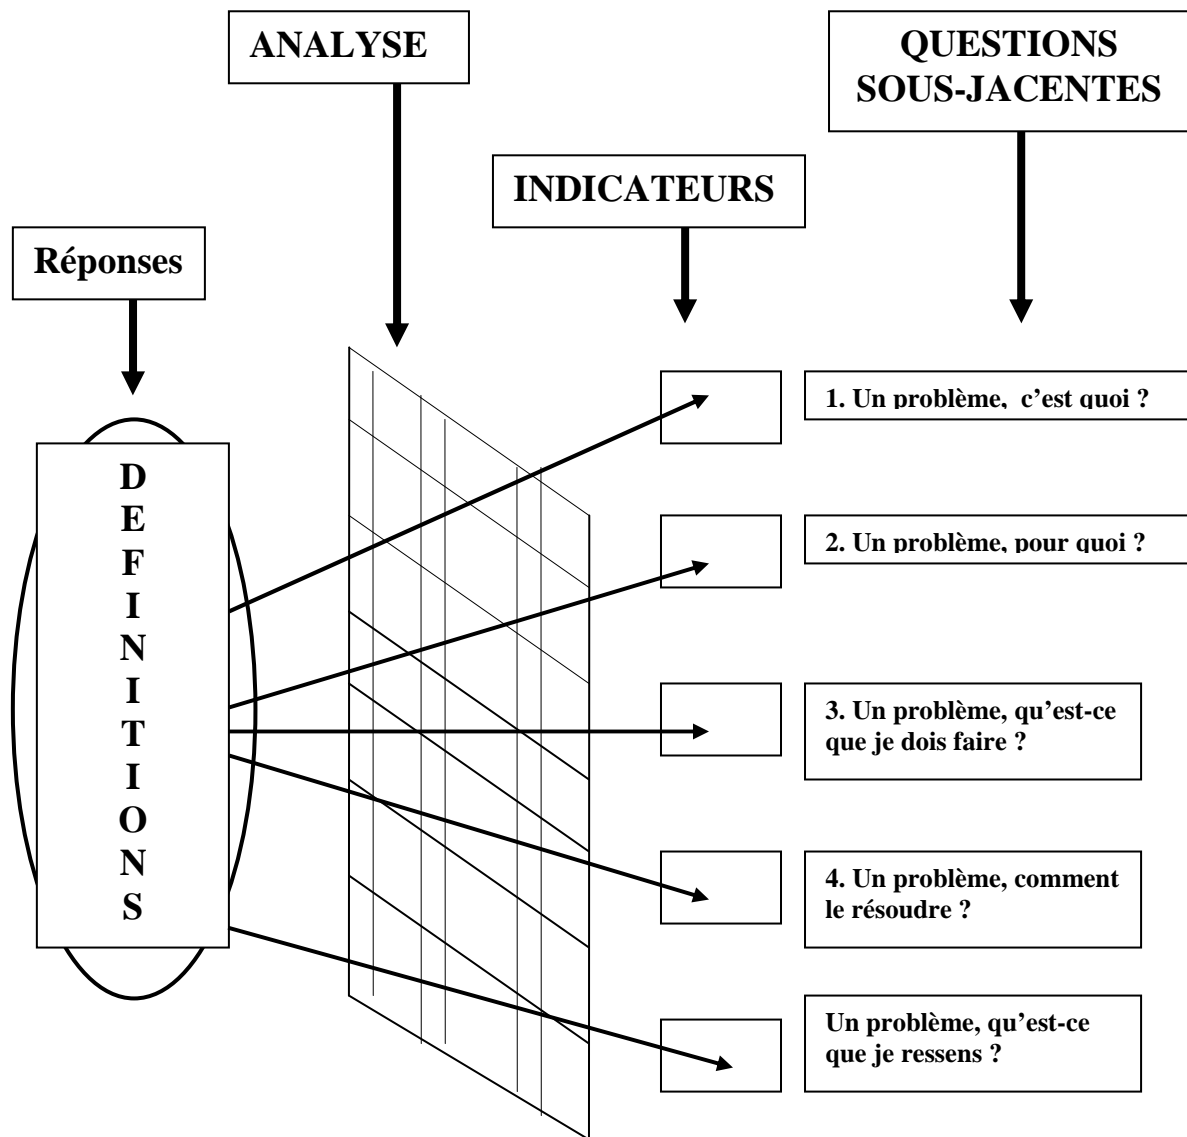 ANALYSE
QUESTIONS
SOUS-JACENTES
INDICATEURS
Réponses
D
E
F
I
N
I
T
I
O
N
S
1. Un problème, c’est quoi ?
2. Un problème, pour quoi ?
3. Un problème, qu’est-ce
que je dois faire ?
4. Un problème, comment
le résoudre ?
Un problème, qu’est-ce
que je ressens ?